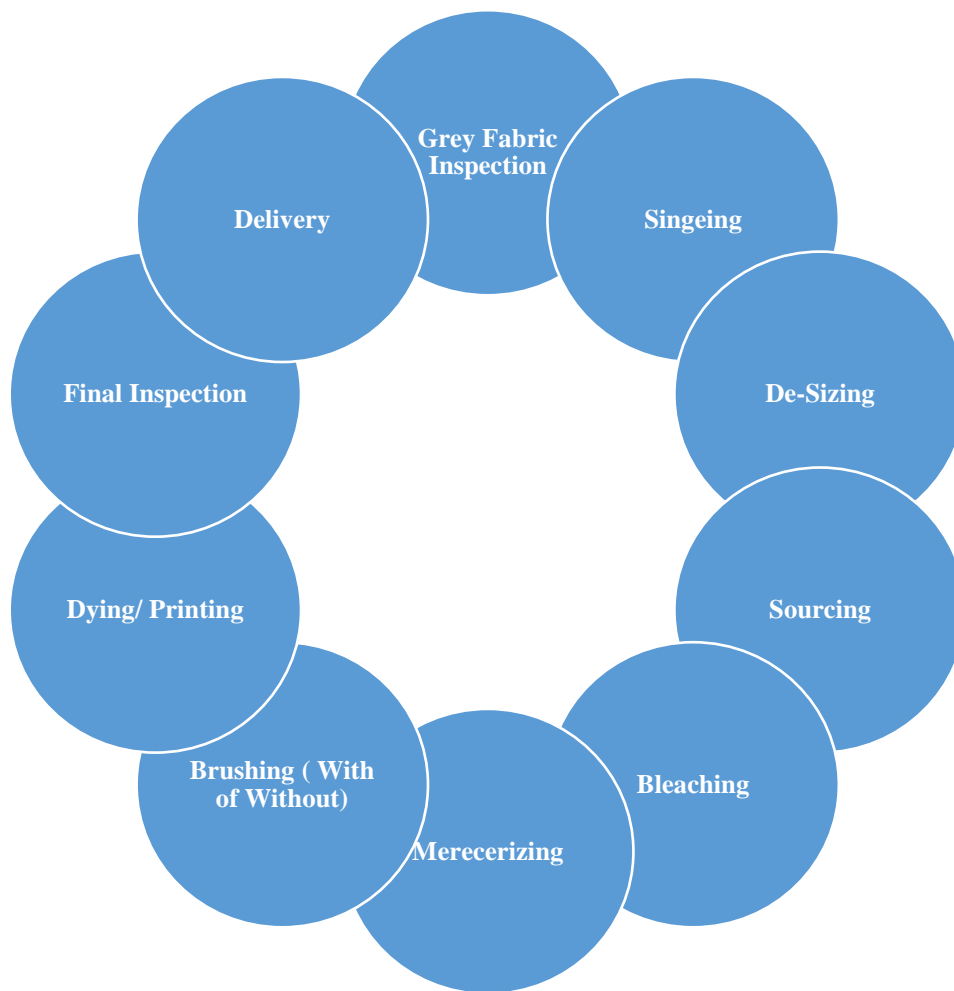 Grey Fabric
Inspection
Singeing
De-Sizing
Sourcing
Bleaching
Merecerizing
Brushing ( With
of Without)
Dying/ Printing
Final Inspection
Delivery